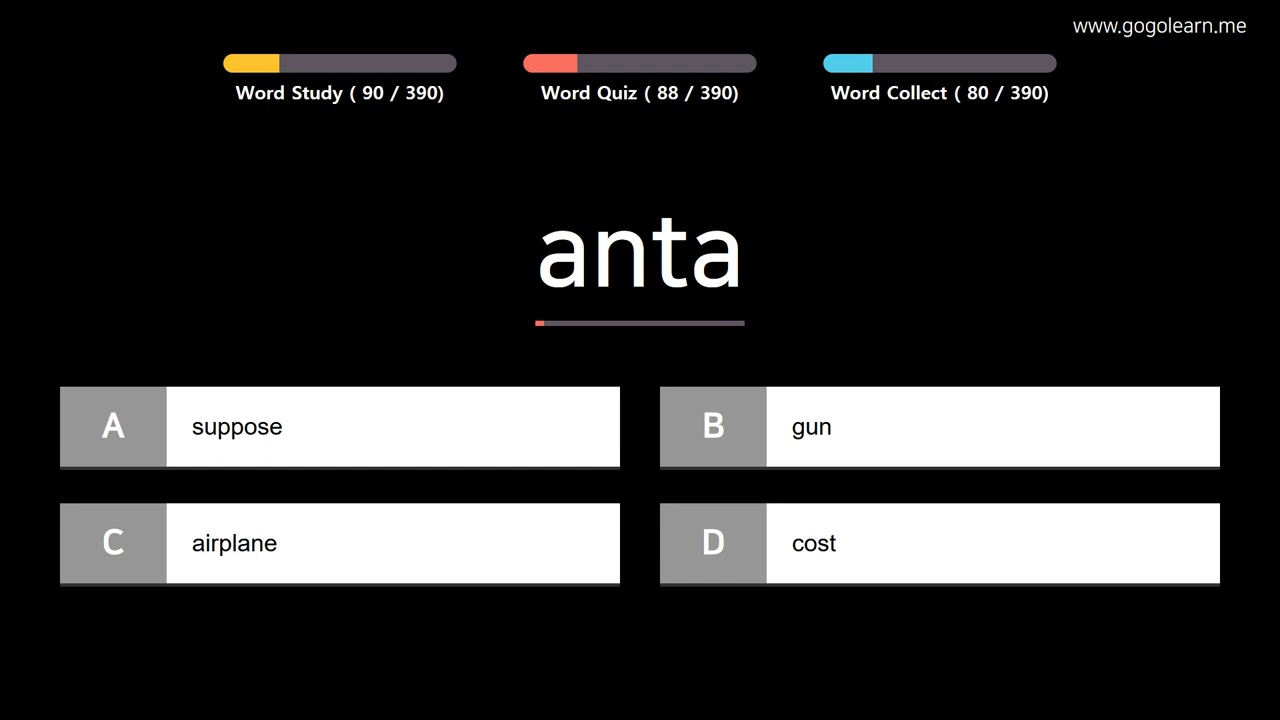 www.gogolearn.me
Word Study ( 90 / 390)
Word Quiz ( 88 / 390)
Word Collect ( 80 / 390)
anta
A suppose
B gun
C airplane
D cost